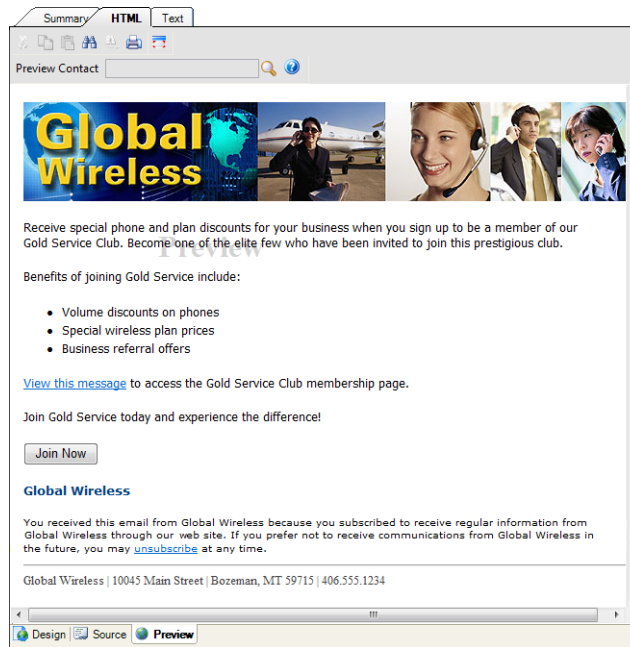 Summary HTML Text
Preview Contact
Global
Wireless
Receive special phone and plan discounts for your business when you sign up to be a member of our
Gold Service Club. Become one of the elite few who have been invited to join this prestigious club.
Preview
Benefits of joining Gold Service include:
• Volume discounts on phones
• Special wireless plan prices
• Business referral offers
View this message to access the Gold Service Club membership page.
Join Gold Service today and experience the difference!
Join Now
Global Wireless
You received this email from Global Wireless because you subscribed to receive regular information from
Global Wireless through our web site. If you prefer not to receive communications from Global Wireless in
the future, you may unsubscribe at any time.
Global Wireless | 10045 Main Street | Bozeman, MT 59715 | 406.555.1234
Design Source Preview